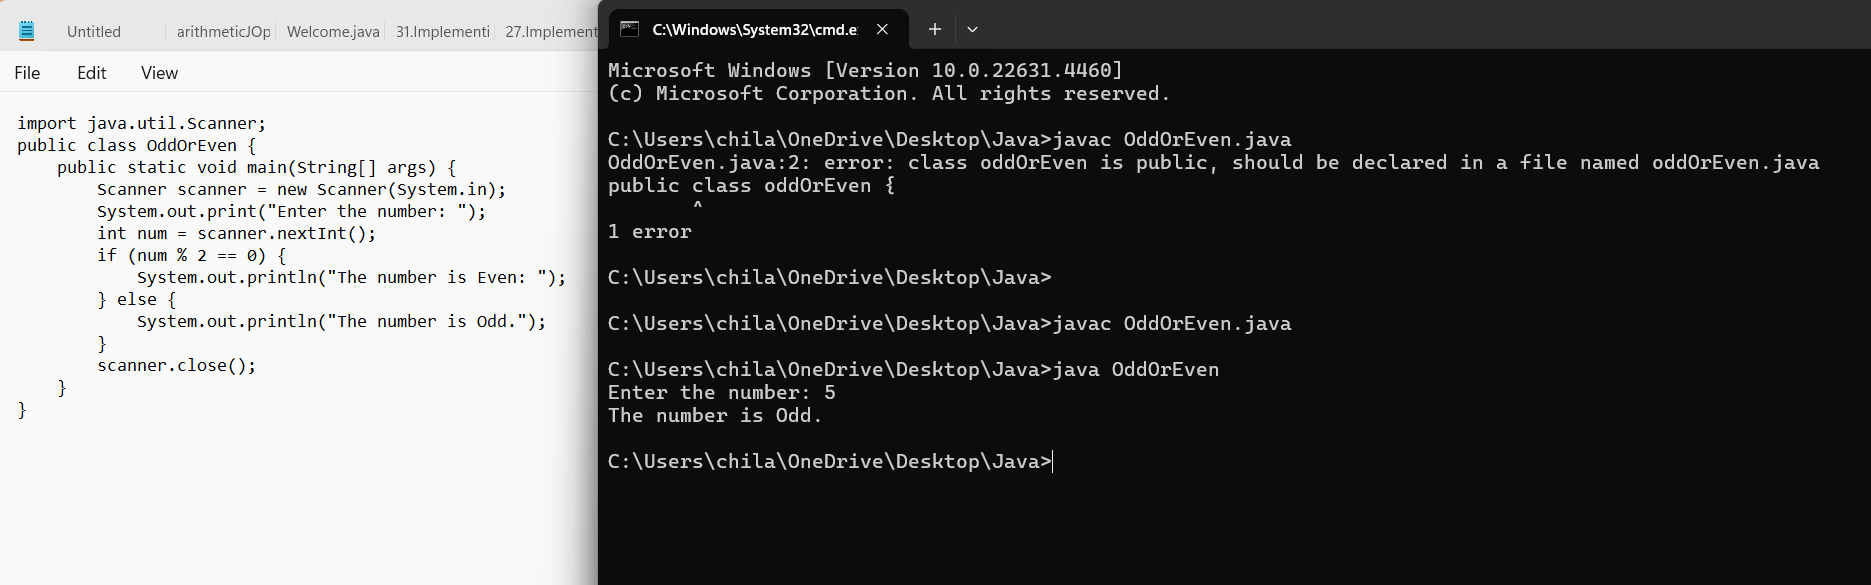 Untitled
arithmeticJOp
Welcome.java
31.Implementi
27.Implement
File Edit View
import java.util.Scanner;
public class OddOrEven {
    public static void main(String[] args) {
        Scanner scanner = new Scanner(System.in);
        System.out.print("Enter the number: ");
        int num = scanner.nextInt();
        if (num % 2 == 0) {
            System.out.println("The number is Even: ");
        } else {
            System.out.println("The number is Odd.");
        }
        scanner.close();
    }
}
C:\Windows\System32\cmd.e
Microsoft Windows [Version 10.0.22631.4460]
(c) Microsoft Corporation. All rights reserved.
C:\Users\chila\OneDrive\Desktop\Java>javac OddOrEven.java
OddOrEven.java:2: error: class oddOrEven is public, should be declared in a file named oddOrEven.java
public class oddOrEven {
       ^
1 error
C:\Users\chila\OneDrive\Desktop\Java>
C:\Users\chila\OneDrive\Desktop\Java>javac OddOrEven.java
C:\Users\chila\OneDrive\Desktop\Java>java OddOrEven
Enter the number: 5
The number is Odd.
C:\Users\chila\OneDrive\Desktop\Java>